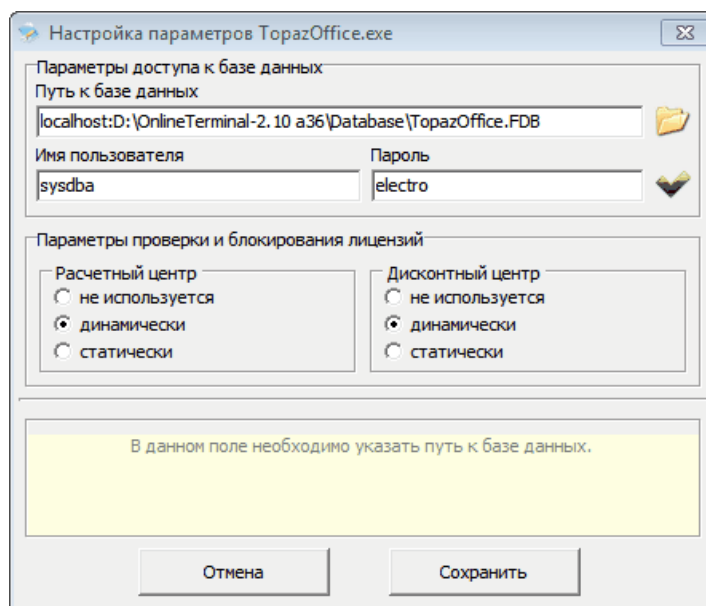 Настройка параметров TopazOffice.exe
Параметры доступа к базе данных
Путь к базе данных
localhost:D:\OnlineTerminal-2.10 a36\Database\TopazOffice.FDB
Имя пользователя Пароль
sysdba electro
Параметры проверки и блокирования лицензий
Расчетный центр Дисконтный центр
не используется не используется
динамически динамически
статически статически
В данном поле необходимо указать путь к базе данных.
Отмена Сохранить